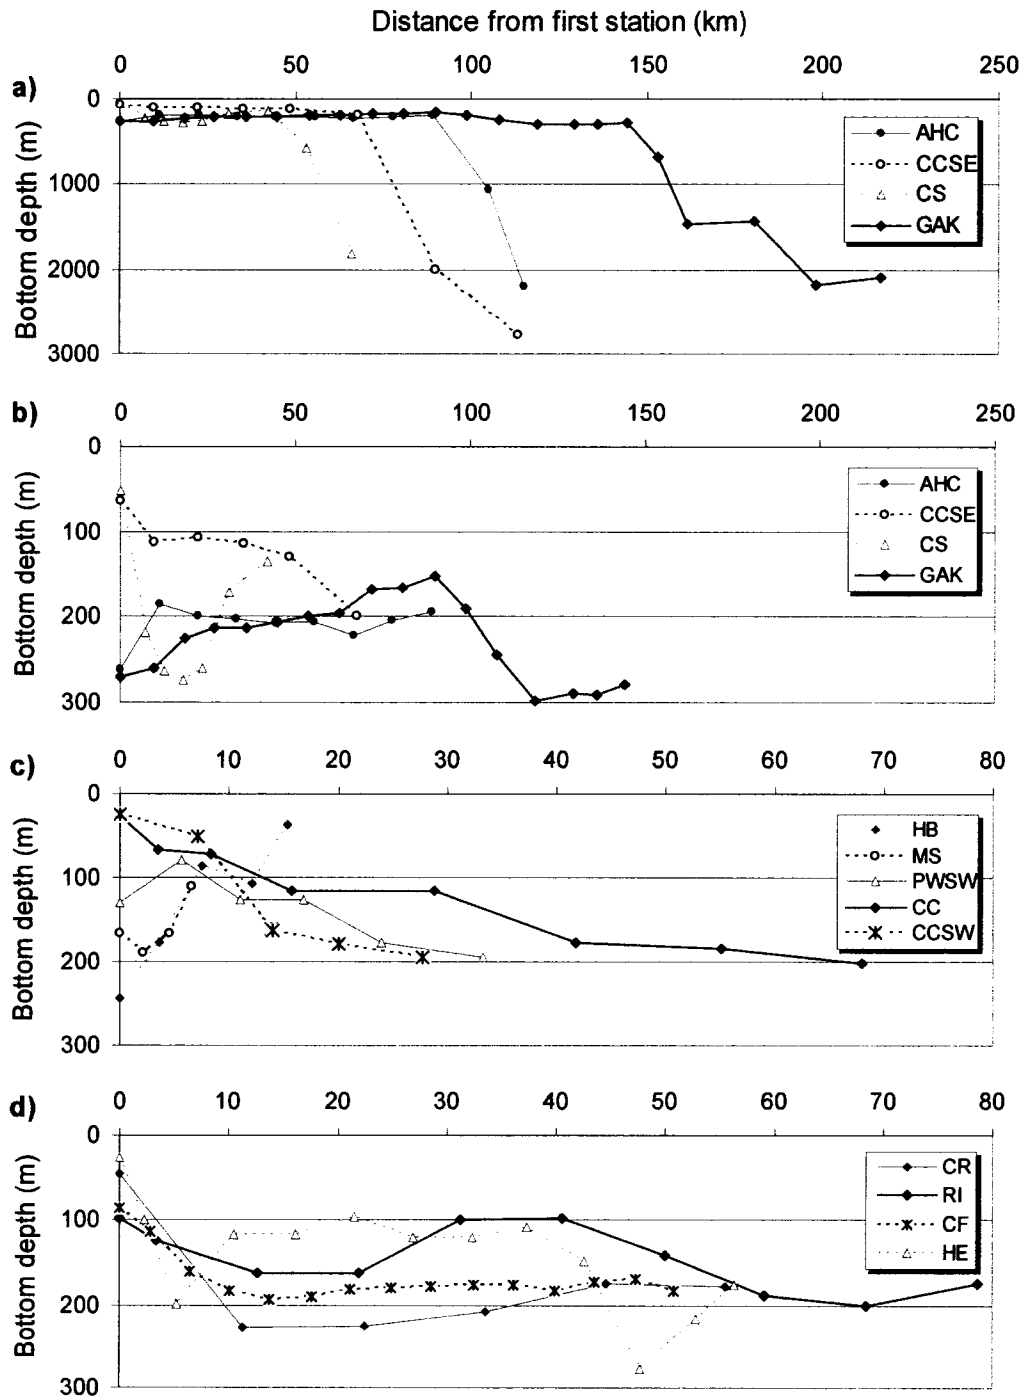 Distance from first station (km)
0 50 100 150 200 250
a)
Bottom depth (m)
0
1000
2000
3000
AHC
CCSE
CS
GAK
0 50 100 150 200 250
b)
Bottom depth (m)
0
100
200
300
AHC
CCSE
CS
GAK
0 10 20 30 40 50 60 70 80
c)
Bottom depth (m)
0
100
200
300
HB
MS
PWSW
CC
CCSW
0 10 20 30 40 50 60 70 80
d)
Bottom depth (m)
0
100
200
300
CR
RI
CF
HE